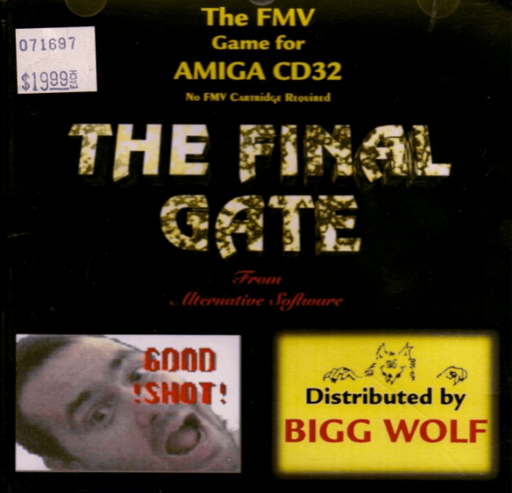 The FMV
Game for
AMIGA CD32
No FMV Cartridge Required
071697
$19.99 EACH
THE FINAL
GATE
From
Alternative Software
GOOD
!SHOT!
Distributed by
BIGG WOLF